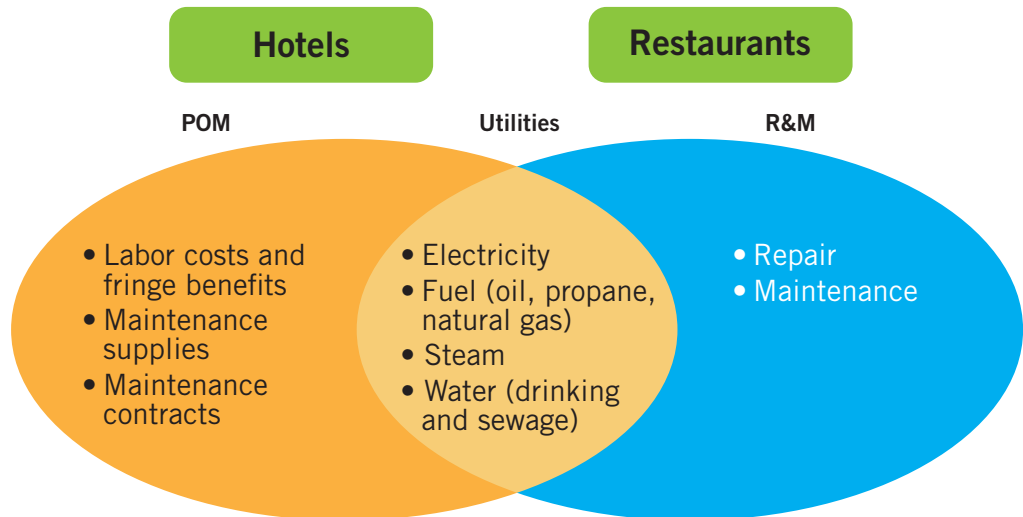 Hotels
Restaurants
POM
Utilities
R&M
• Labor costs and
fringe benefits
• Maintenance
supplies
• Maintenance
contracts
• Electricity
• Fuel (oil, propane,
natural gas)
• Steam
• Water (drinking
and sewage)
• Repair
• Maintenance